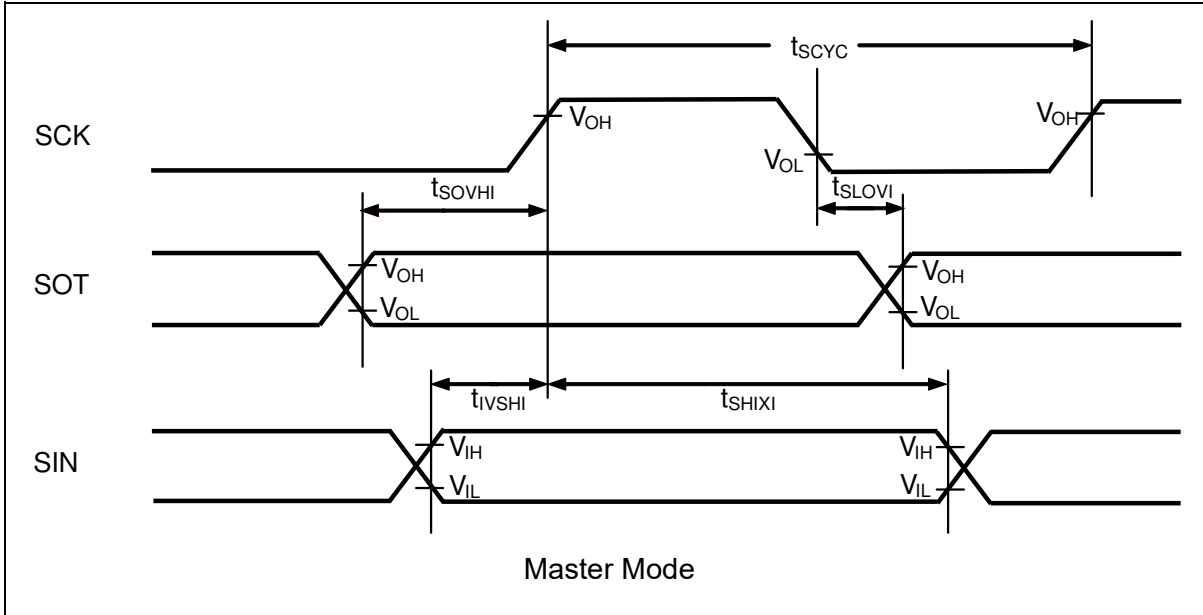 tSCYC
SCK
VOH
VOH
VOL
tSOVHI
tSLOVI
SOT
VOH
VOH
VOL
VOL
tIVSHI
tSHIXI
SIN
VIH
VIH
VIL
VIL
Master Mode